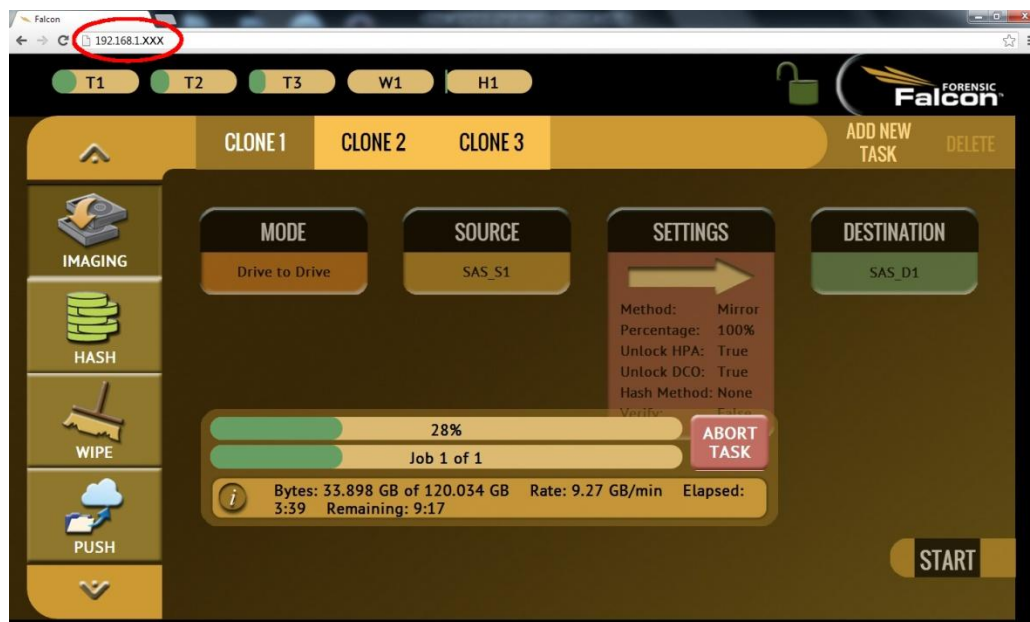 Falcon
192.168.1.XXX
T1 T2 T3 W1 H1
FORENSIC
Falcon™
CLONE 1 CLONE 2 CLONE 3 ADD NEW TASK DELETE
IMAGING
HASH
WIPE
PUSH
MODE
Drive to Drive
SOURCE
SAS_S1
SETTINGS
Method: Mirror
Percentage: 100%
Unlock HPA: True
Unlock DCO: True
Hash Method: None
Verify: False
DESTINATION
SAS_D1
28%
Job 1 of 1
ABORT
TASK
i
Bytes: 33.898 GB of 120.034 GB Rate: 9.27 GB/min Elapsed:
3:39 Remaining: 9:17
START